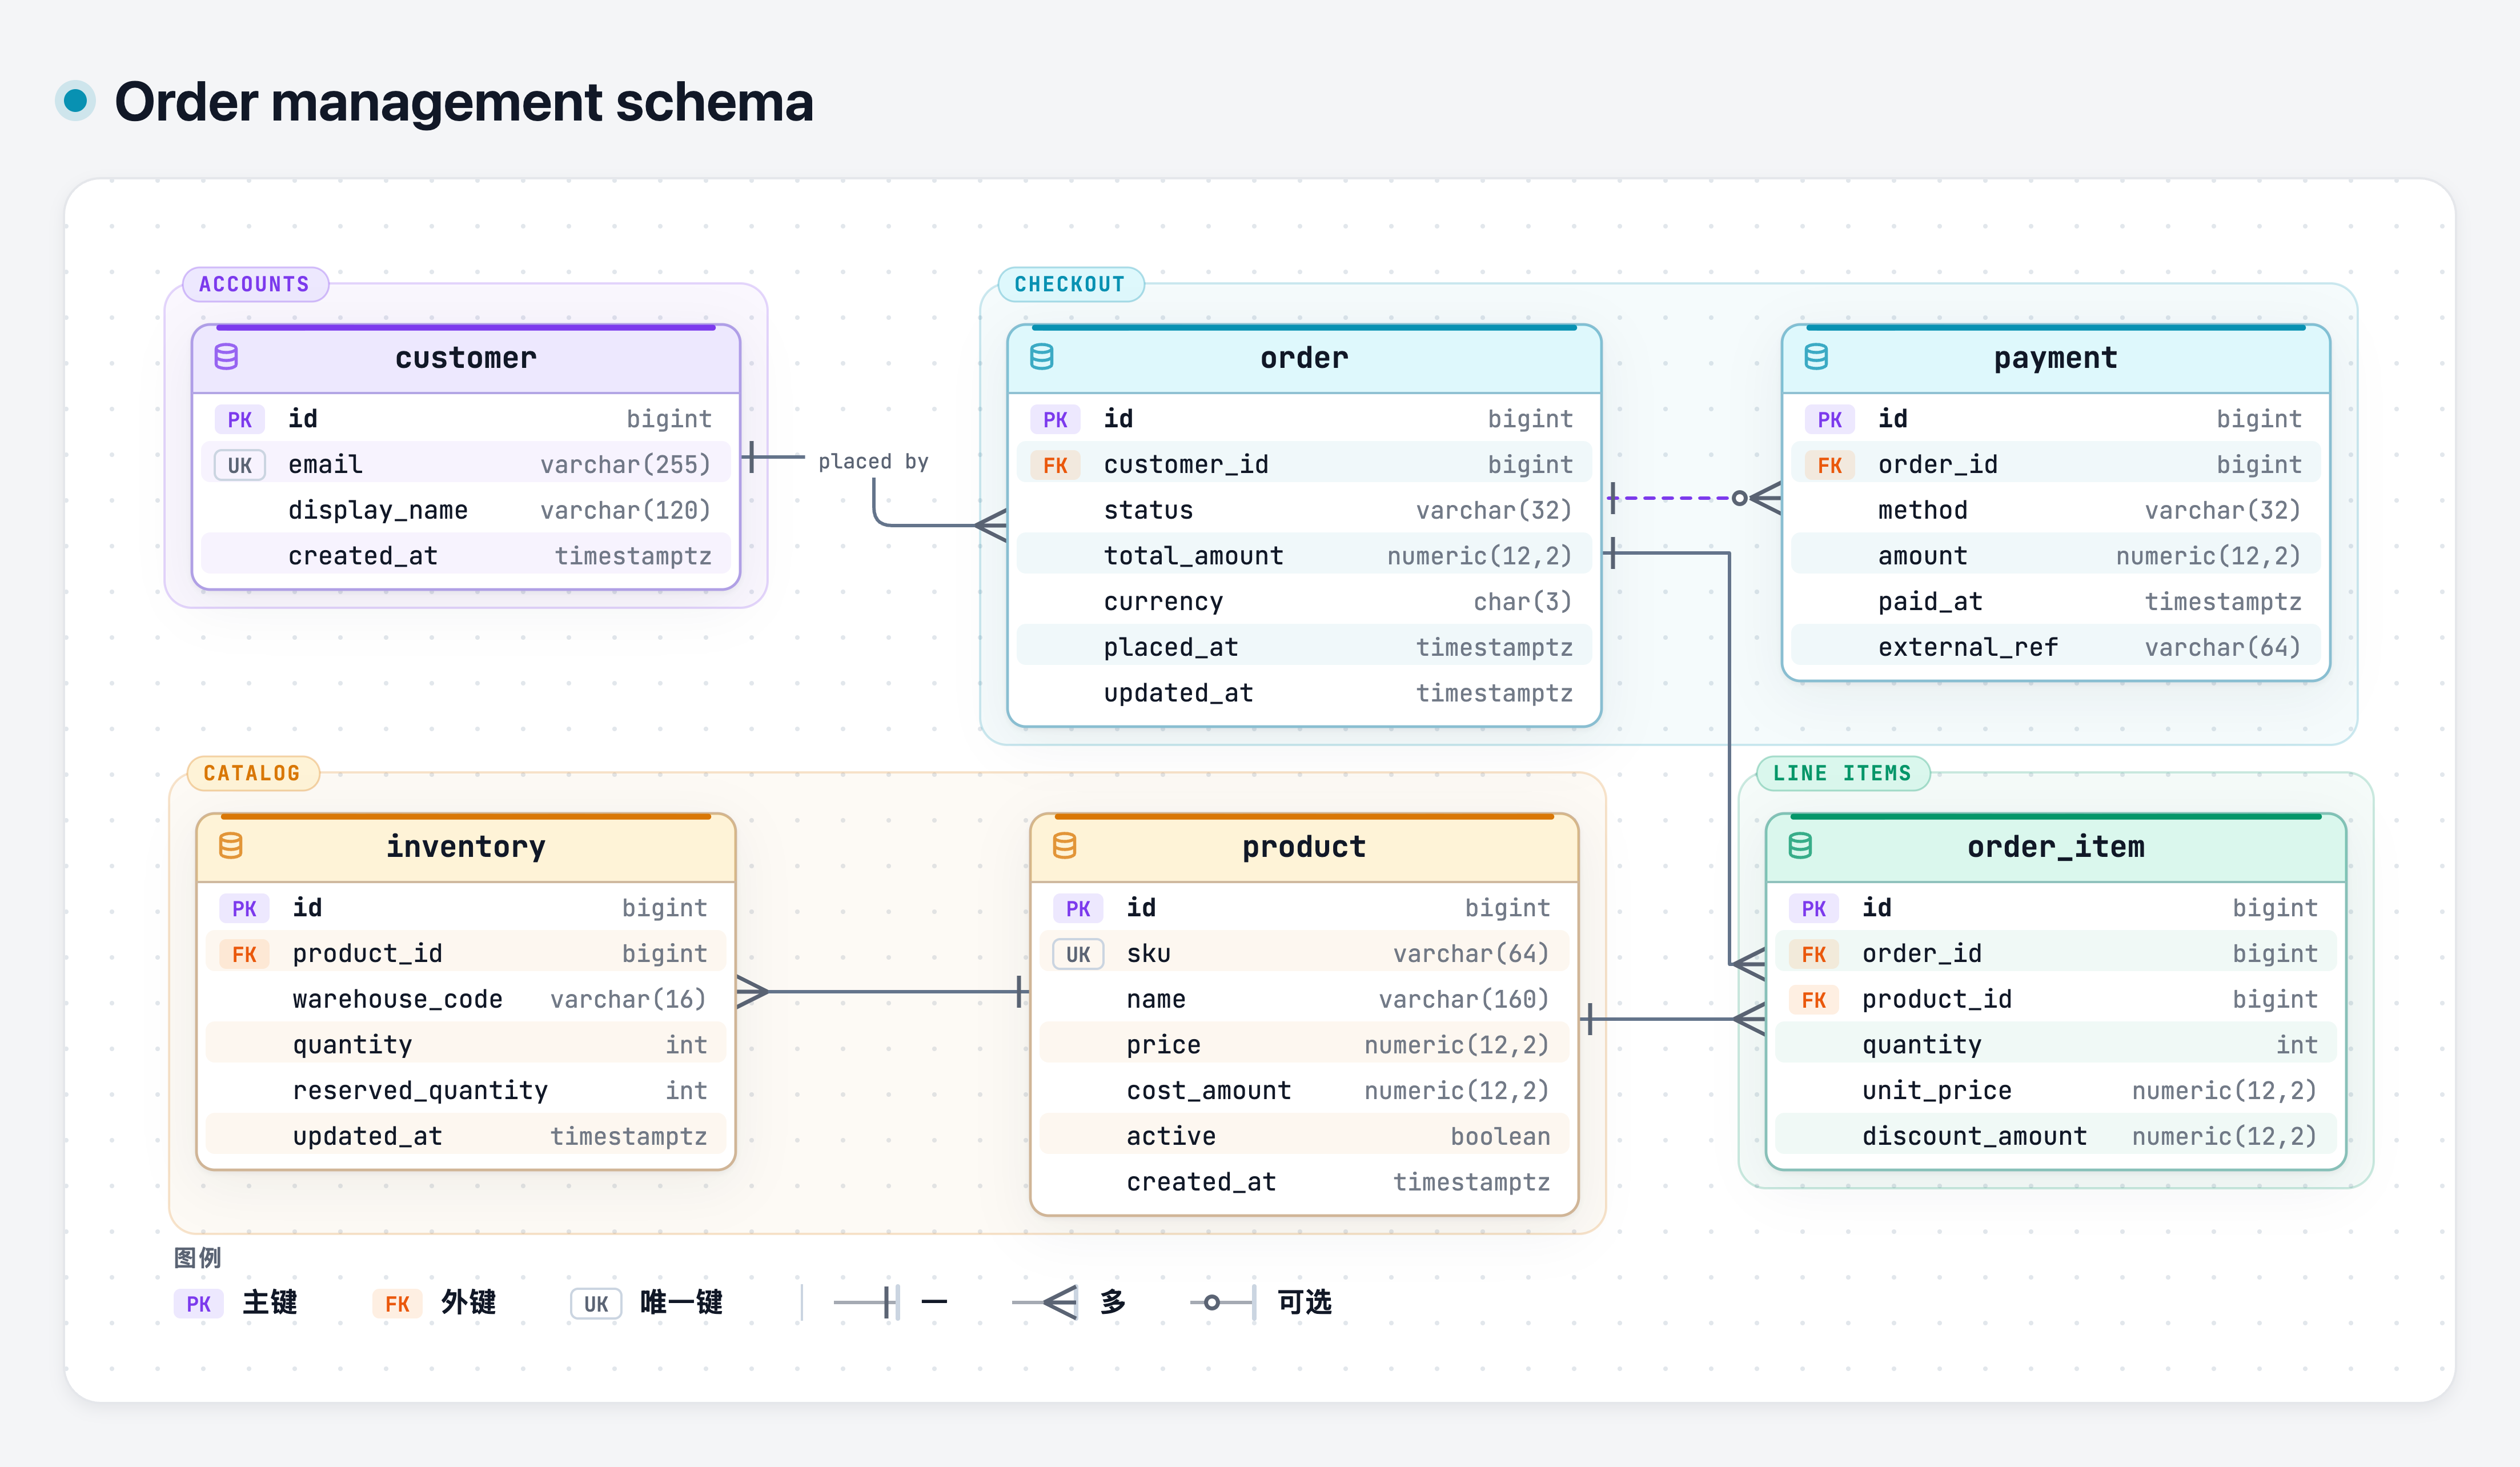 Order management schema
ACCOUNTS
customer
PK id bigint
UK email varchar(255)
display_name varchar(120)
created_at timestamptz
placed by
CHECKOUT
order
PK id bigint
FK customer_id bigint
status varchar(32)
total_amount numeric(12,2)
currency char(3)
placed_at timestamptz
updated_at timestamptz
payment
PK id bigint
FK order_id bigint
method varchar(32)
amount numeric(12,2)
paid_at timestamptz
external_ref varchar(64)
CATALOG
inventory
PK id bigint
FK product_id bigint
warehouse_code varchar(16)
quantity int
reserved_quantity int
updated_at timestamptz
product
PK id bigint
UK sku varchar(64)
name varchar(160)
price numeric(12,2)
cost_amount numeric(12,2)
active boolean
created_at timestamptz
LINE ITEMS
order_item
PK id bigint
FK order_id bigint
FK product_id bigint
quantity int
unit_price numeric(12,2)
discount_amount numeric(12,2)
图例
PK 主键 FK 外键 UK 唯一键 一 多 可选